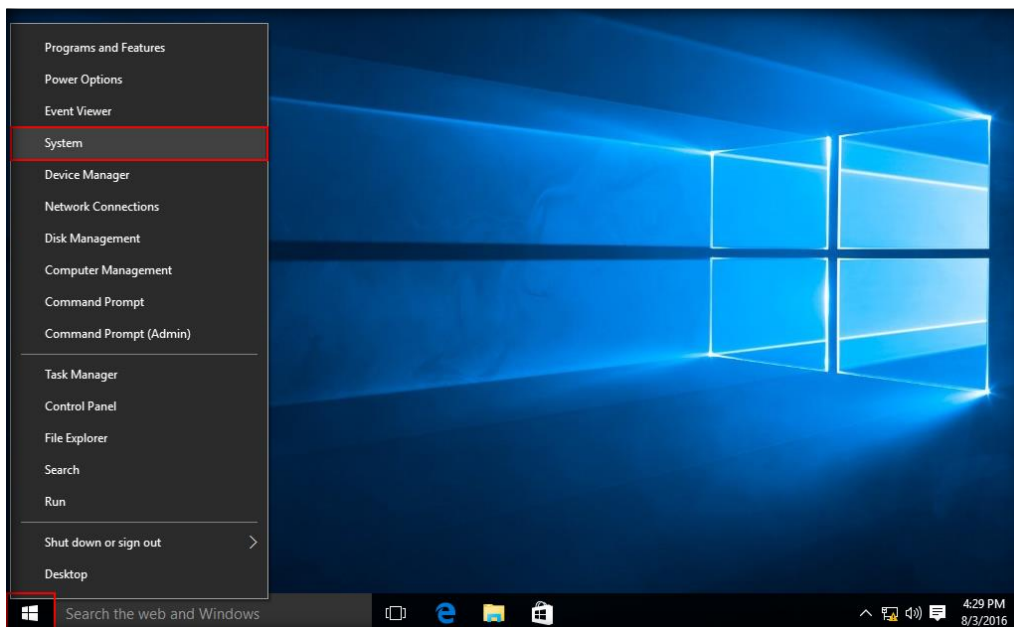 Programs and Features
Power Options
Event Viewer
System
Device Manager
Network Connections
Disk Management
Computer Management
Command Prompt
Command Prompt (Admin)
Task Manager
Control Panel
File Explorer
Search
Run
Shut down or sign out
Desktop
Search the web and Windows
4:29 PM
8/3/2016